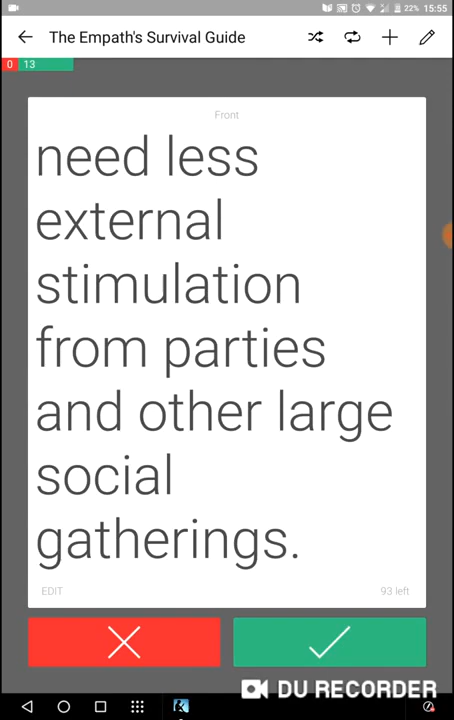 22% 15:55
The Empath's Survival Guide
0 13
Front
need less
external
stimulation
from parties
and other large
social
gatherings.
EDIT 93 left
DU RECORDER